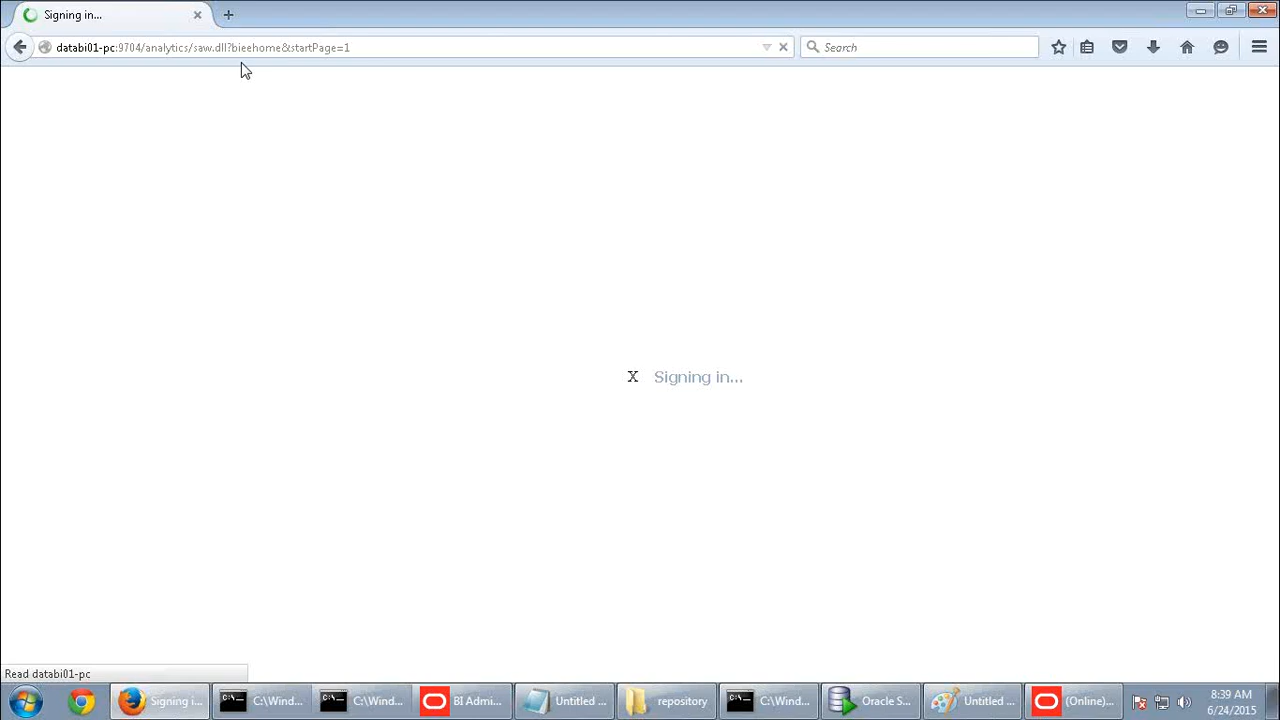 Signing in...
databi01-pc:9704/analytics/saw.dll?bieehome&startPage=1
Search
X Signing in...
Read databi01-pc
Signing i...
C:\Wind...
C:\Wind...
BI Admi...
Untitled ...
repository
C:\Wind...
Oracle S...
Untitled ...
(Online)...
8:39 AM
6/24/2015